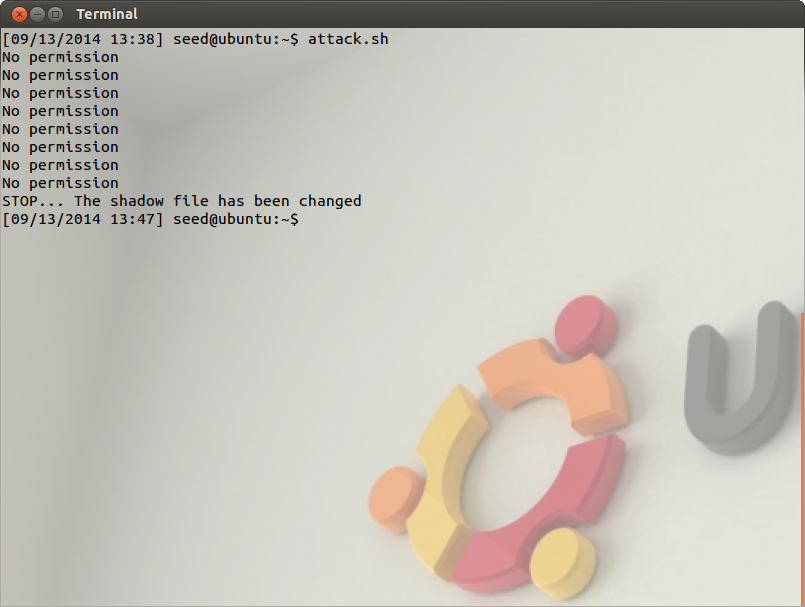 Terminal
[09/13/2014 13:38] seed@ubuntu:~$ attack.sh
No permission
No permission
No permission
No permission
No permission
No permission
No permission
No permission
STOP... The shadow file has been changed
[09/13/2014 13:47] seed@ubuntu:~$
u